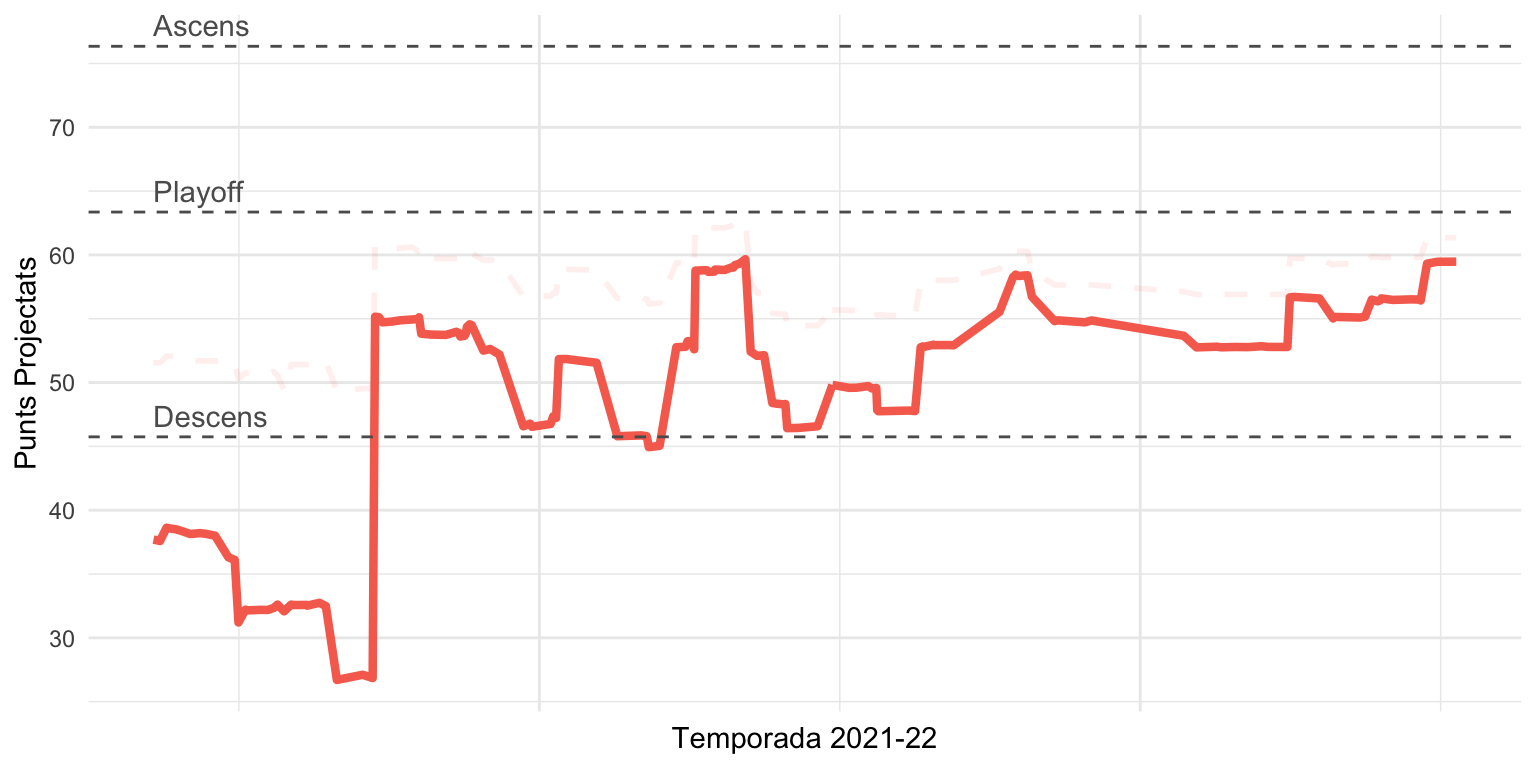 Ascens
70
Playoff
60
50
Descens
40
30
Punts Projectats
Temporada 2021-22